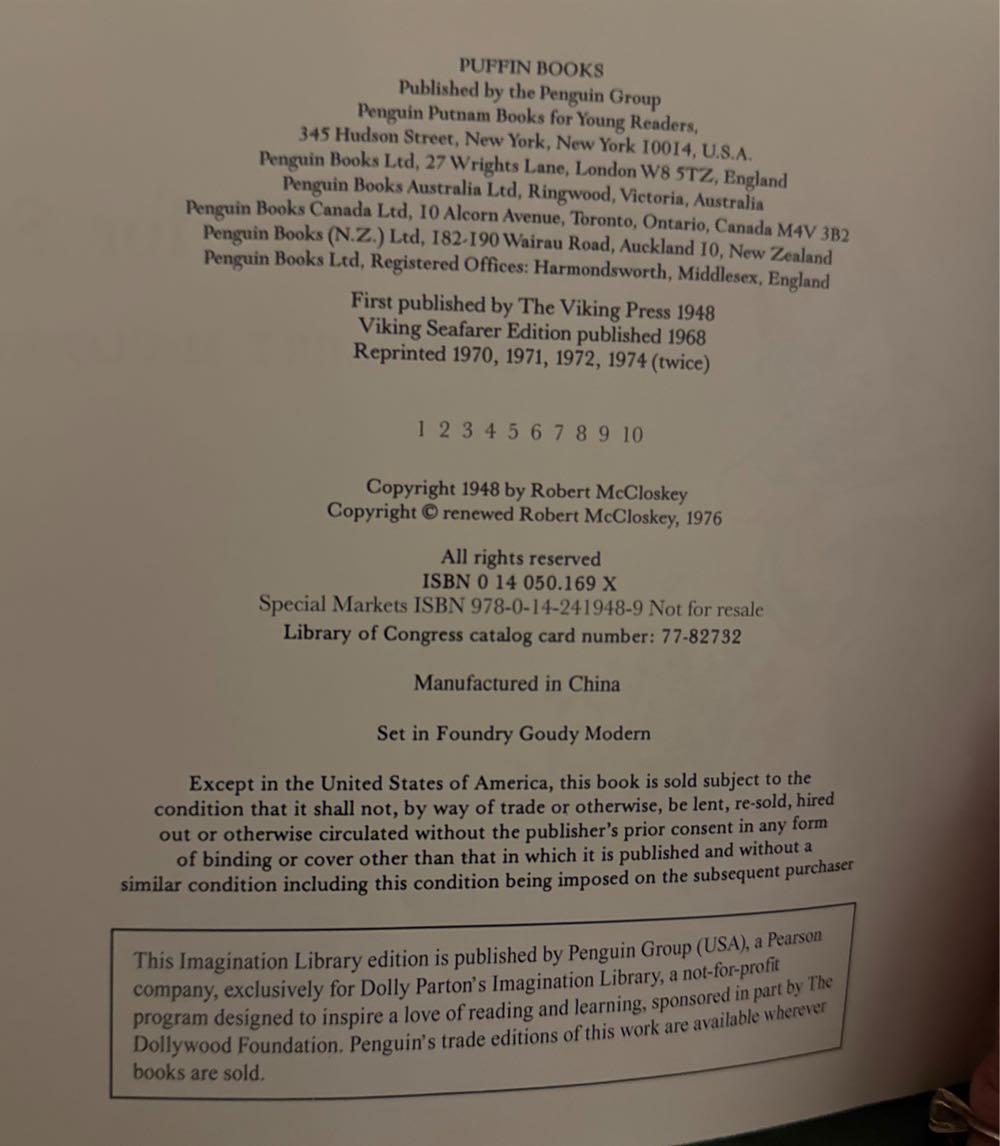 PUFFIN BOOKS
Published by the Penguin Group
Penguin Putnam Books for Young Readers,
345 Hudson Street, New York, New York 10014, U.S.A.
Penguin Books Ltd, 27 Wrights Lane, London W8 5TZ, England
Penguin Books Australia Ltd, Ringwood, Victoria, Australia
Penguin Books Canada Ltd, 10 Alcorn Avenue, Toronto, Ontario, Canada M4V 3B2
Penguin Books (N.Z.) Ltd, 182-190 Wairau Road, Auckland 10, New Zealand
Penguin Books Ltd, Registered Offices: Harmondsworth, Middlesex, England
First published by The Viking Press 1948
Viking Seafarer Edition published 1968
Reprinted 1970, 1971, 1972, 1974 (twice)
1 2 3 4 5 6 7 8 9 10
Copyright 1948 by Robert McCloskey
Copyright © renewed Robert McCloskey, 1976
All rights reserved
ISBN 0 14 050.169 X
Special Markets ISBN 978-0-14-241948-9 Not for resale
Library of Congress catalog card number: 77-82732
Manufactured in China
Set in Foundry Goudy Modern
Except in the United States of America, this book is sold subject to the
condition that it shall not, by way of trade or otherwise, be lent, re-sold, hired
out or otherwise circulated without the publisher's prior consent in any form
of binding or cover other than that in which it is published and without a
similar condition including this condition being imposed on the subsequent purchaser
This Imagination Library edition is published by Penguin Group (USA), a Pearson
company, exclusively for Dolly Parton's Imagination Library, a not-for-profit
program designed to inspire a love of reading and learning, sponsored in part by The
Dollywood Foundation. Penguin's trade editions of this work are available wherever
books are sold.